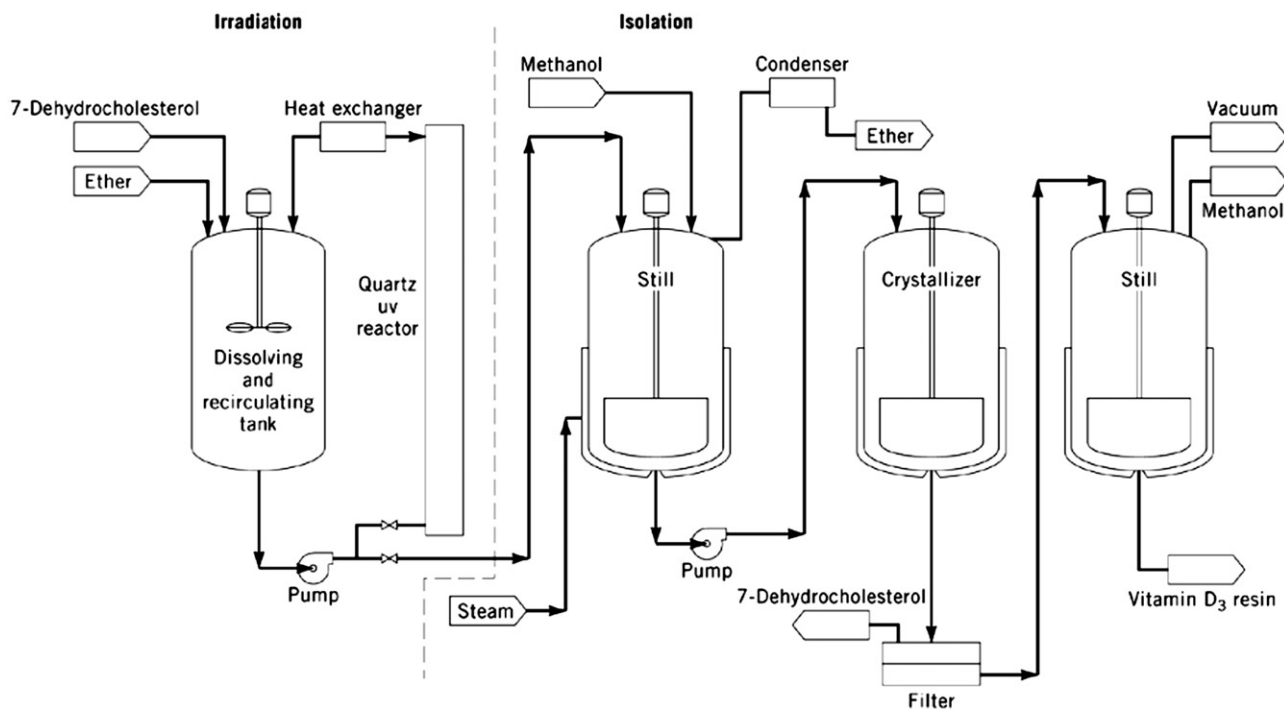 Irradiation
Isolation
Methanol
Condenser
7-Dehydrocholesterol
Heat exchanger
Ether
Ether
Vacuum
Methanol
Quartz
uv
reactor
Still
Crystallizer
Still
Dissolving
and
recirculating
tank
Pump
Pump
Steam
7-Dehydrocholesterol
Vitamin D₃ resin
Filter